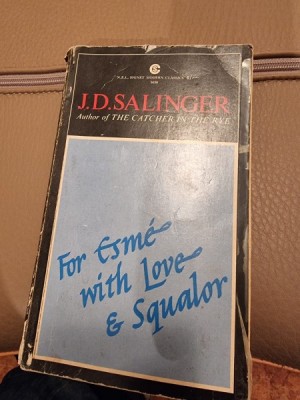 J.D.SALINGER
Author of THE CATCHER IN THE RYE
For Esmé
with Love
& Squalor